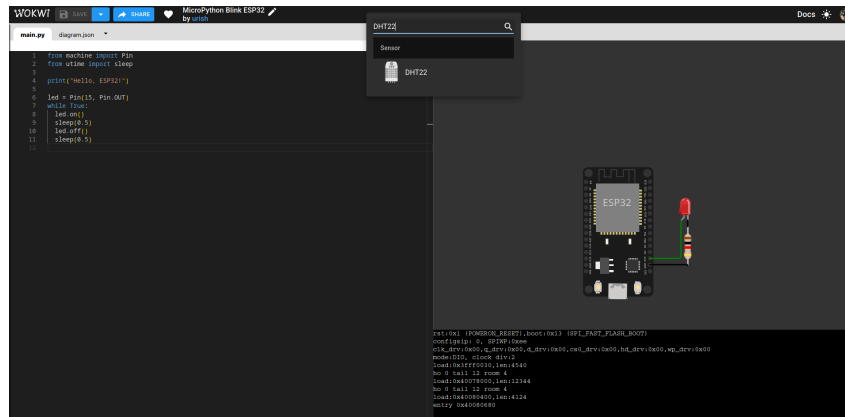 WOKWI SAVE SHARE MicroPython Blink ESP32
by urish
Docs
main.py diagram.json
DHT22
Sensor
DHT22
1 from machine import Pin
2 from utime import sleep
3
4 print("Hello, ESP32!")
5
6 led = Pin(15, Pin.OUT)
7 while True:
8 led.on()
9 sleep(0.5)
10 led.off()
11 sleep(0.5)
12
ESP32
rst:0x1 (POWERON_RESET),boot:0x13 (SPI_FAST_FLASH_BOOT)
configsip: 0, SPIWP:0xee
clk_drv:0x00,q_drv:0x00,d_drv:0x00,cs0_drv:0x00,hd_drv:0x00,wp_drv:0x00
mode:DIO, clock div:2
load:0x3fff0030,len:4540
ho 0 tail 12 room 4
load:0x40078000,len:12344
ho 0 tail 12 room 4
load:0x40080400,len:4124
entry 0x40080680